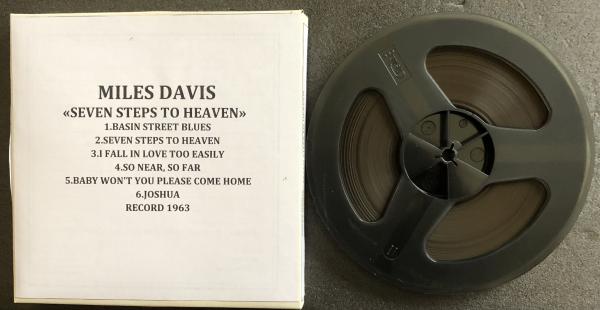 MILES DAVIS
«SEVEN STEPS TO HEAVEN»
1.BASIN STREET BLUES
2.SEVEN STEPS TO HEAVEN
3.I FALL IN LOVE TOO EASILY
4.SO NEAR, SO FAR
5.BABY WON'T YOU PLEASE COME HOME
6.JOSHUA
RECORD 1963